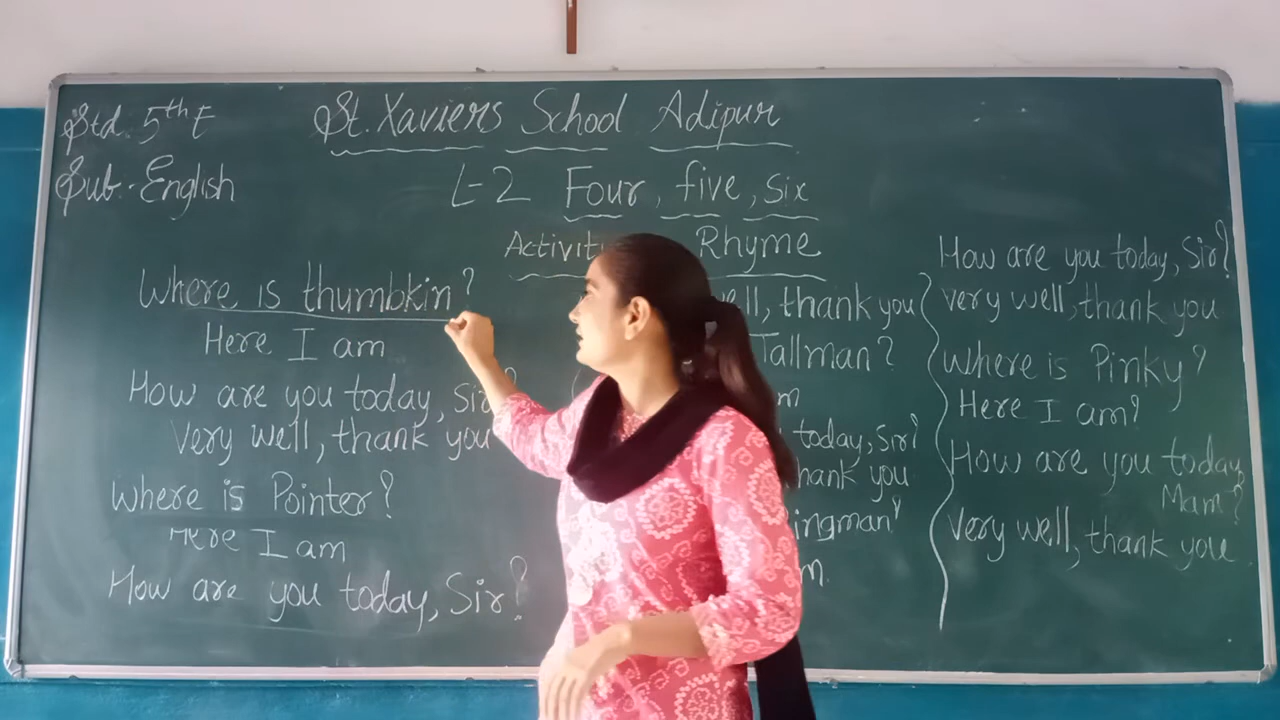 Std. 5th E
St. Xaviers School Adipur
Sub.- English
L-2 Four, five, six
Rhyme
Where is thumbkin?
Here I am
How are you today, Sir?
Very well, thank you
Where is Pointer?
Here I am
How are you today, Sir?
thank you
Tallman?
today, Sir?
you
How are you today, Sir?
very well, thank you
Where is Pinky?
Here I am?
How are you today,
Mam?
Very well, thank you